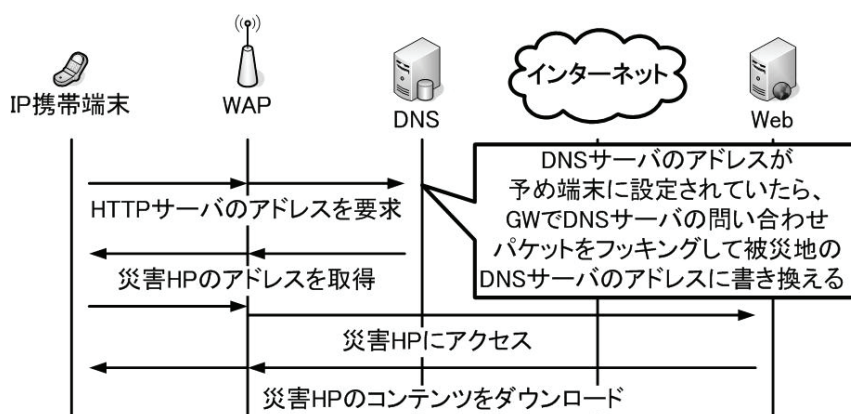 IP携帯端末
WAP
DNS
インターネット
Web
DNSサーバのアドレスが
予め端末に設定されていたら、
GWでDNSサーバの問い合わせ
パケットをフッキングして被災地の
DNSサーバのアドレスに書き換える
HTTPサーバのアドレスを要求
災害HPのアドレスを取得
災害HPにアクセス
災害HPのコンテンツをダウンロード